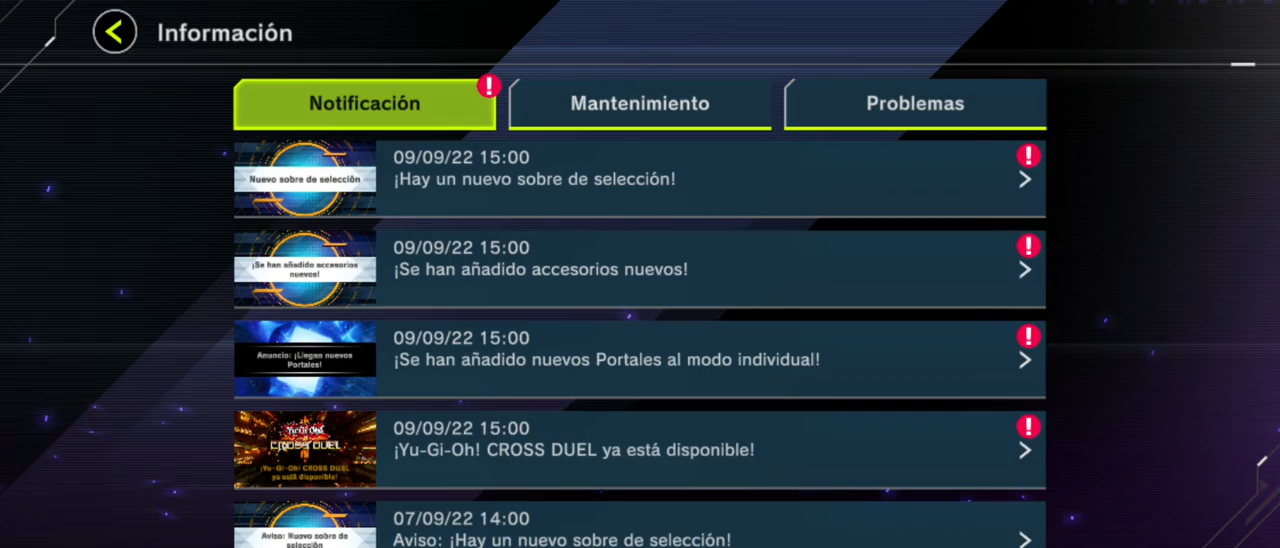 Información
Notificación
Mantenimiento
Problemas
Nuevo sobre de selección
09/09/22 15:00
¡Hay un nuevo sobre de selección!
¡Se han añadido accesorios
nuevos!
09/09/22 15:00
¡Se han añadido accesorios nuevos!
Anuncio: ¡Llegan nuevos
Portales!
09/09/22 15:00
¡Se han añadido nuevos Portales al modo individual!
Yu-Gi-Oh!
CROSS DUEL
¡Yu-Gi-Oh! CROSS DUEL
ya está disponible!
09/09/22 15:00
¡Yu-Gi-Oh! CROSS DUEL ya está disponible!
Aviso: Nuevo sobre de
selección
07/09/22 14:00
Aviso: ¡Hay un nuevo sobre de selección!